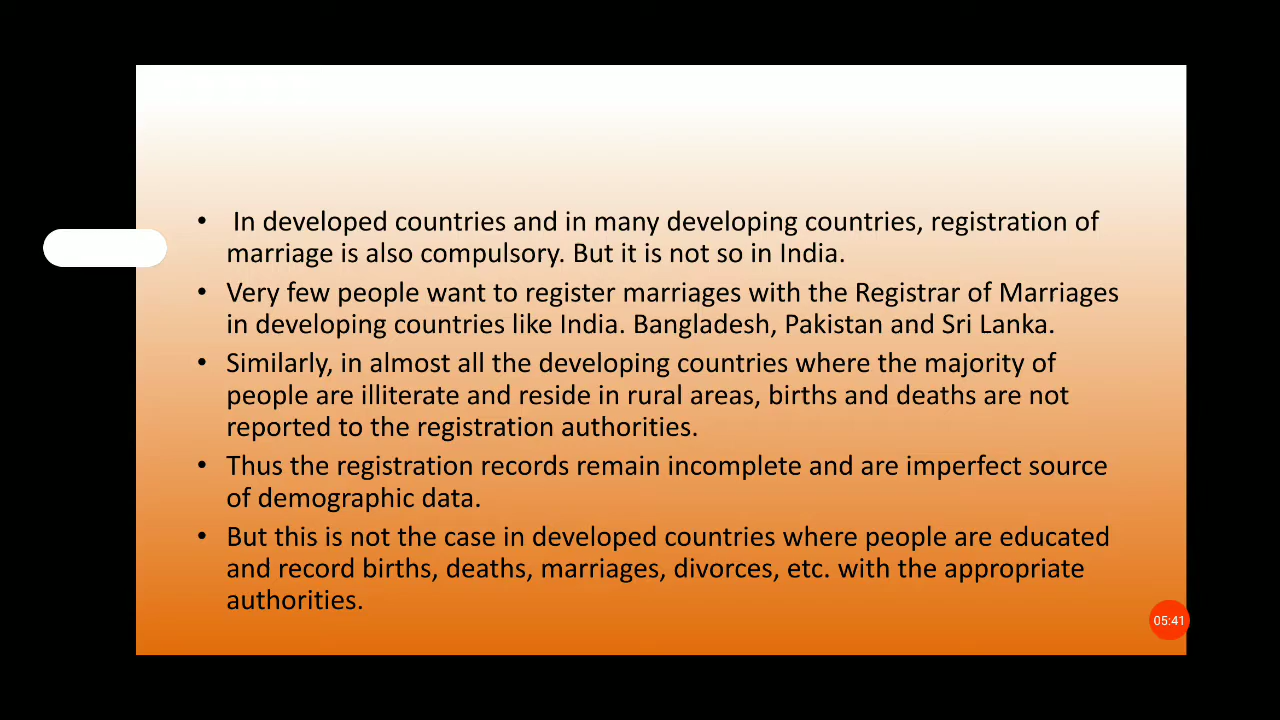 • In developed countries and in many developing countries, registration of
marriage is also compulsory. But it is not so in India.
• Very few people want to register marriages with the Registrar of Marriages
in developing countries like India. Bangladesh, Pakistan and Sri Lanka.
• Similarly, in almost all the developing countries where the majority of
people are illiterate and reside in rural areas, births and deaths are not
reported to the registration authorities.
• Thus the registration records remain incomplete and are imperfect source
of demographic data.
• But this is not the case in developed countries where people are educated
and record births, deaths, marriages, divorces, etc. with the appropriate
authorities.
05:41